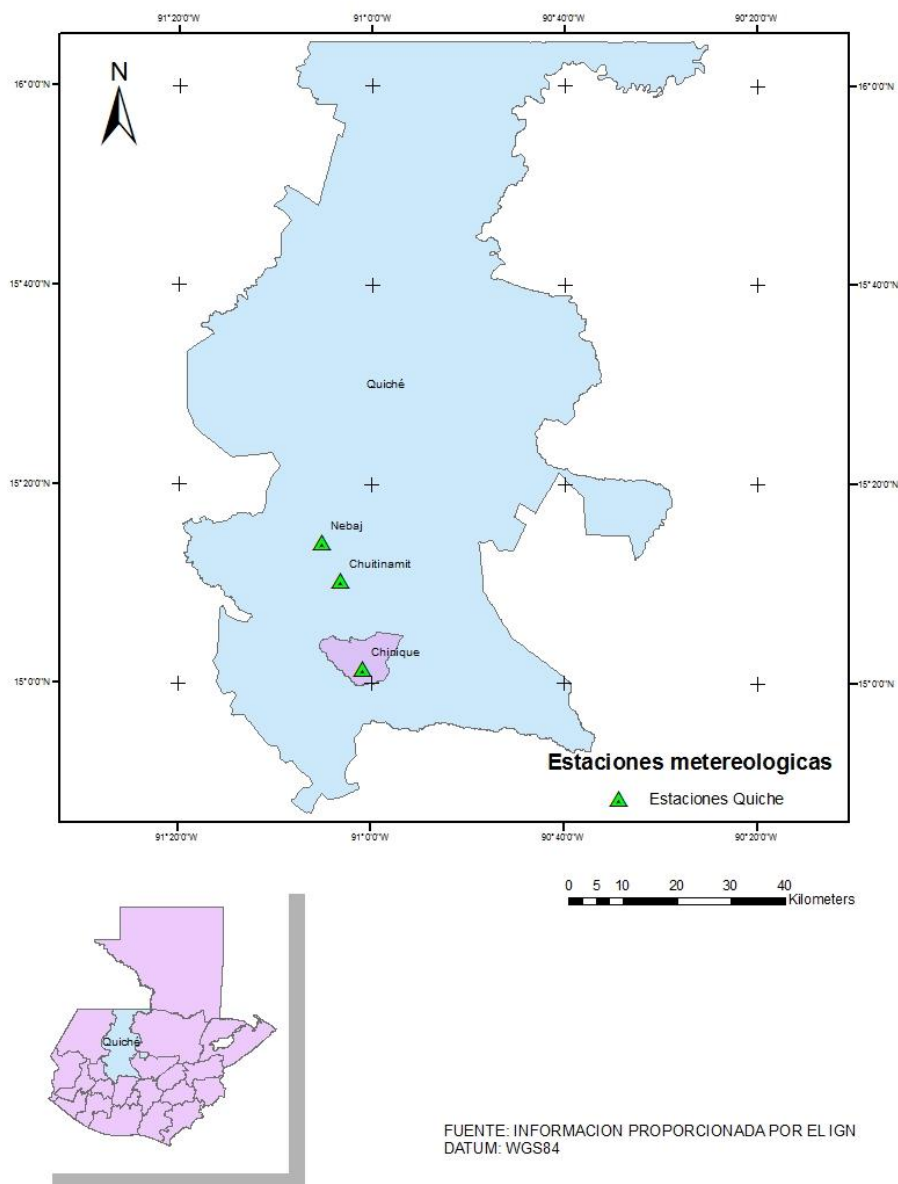 91°20'0"W 91°0'0"W 90°40'0"W 90°20'0"W
N
16°0'0"N 16°0'0"N
15°40'0"N 15°40'0"N
Quiché
15°20'0"N 15°20'0"N
Nebaj
Chuitinamit
Chinique
15°0'0"N 15°0'0"N
Estaciones metereologicas
Estaciones Quiche
91°20'0"W 91°0'0"W 90°40'0"W 90°20'0"W
0 5 10 20 30 40
Kilometers
Quiché
FUENTE: INFORMACION PROPORCIONADA POR EL IGN
DATUM: WGS84